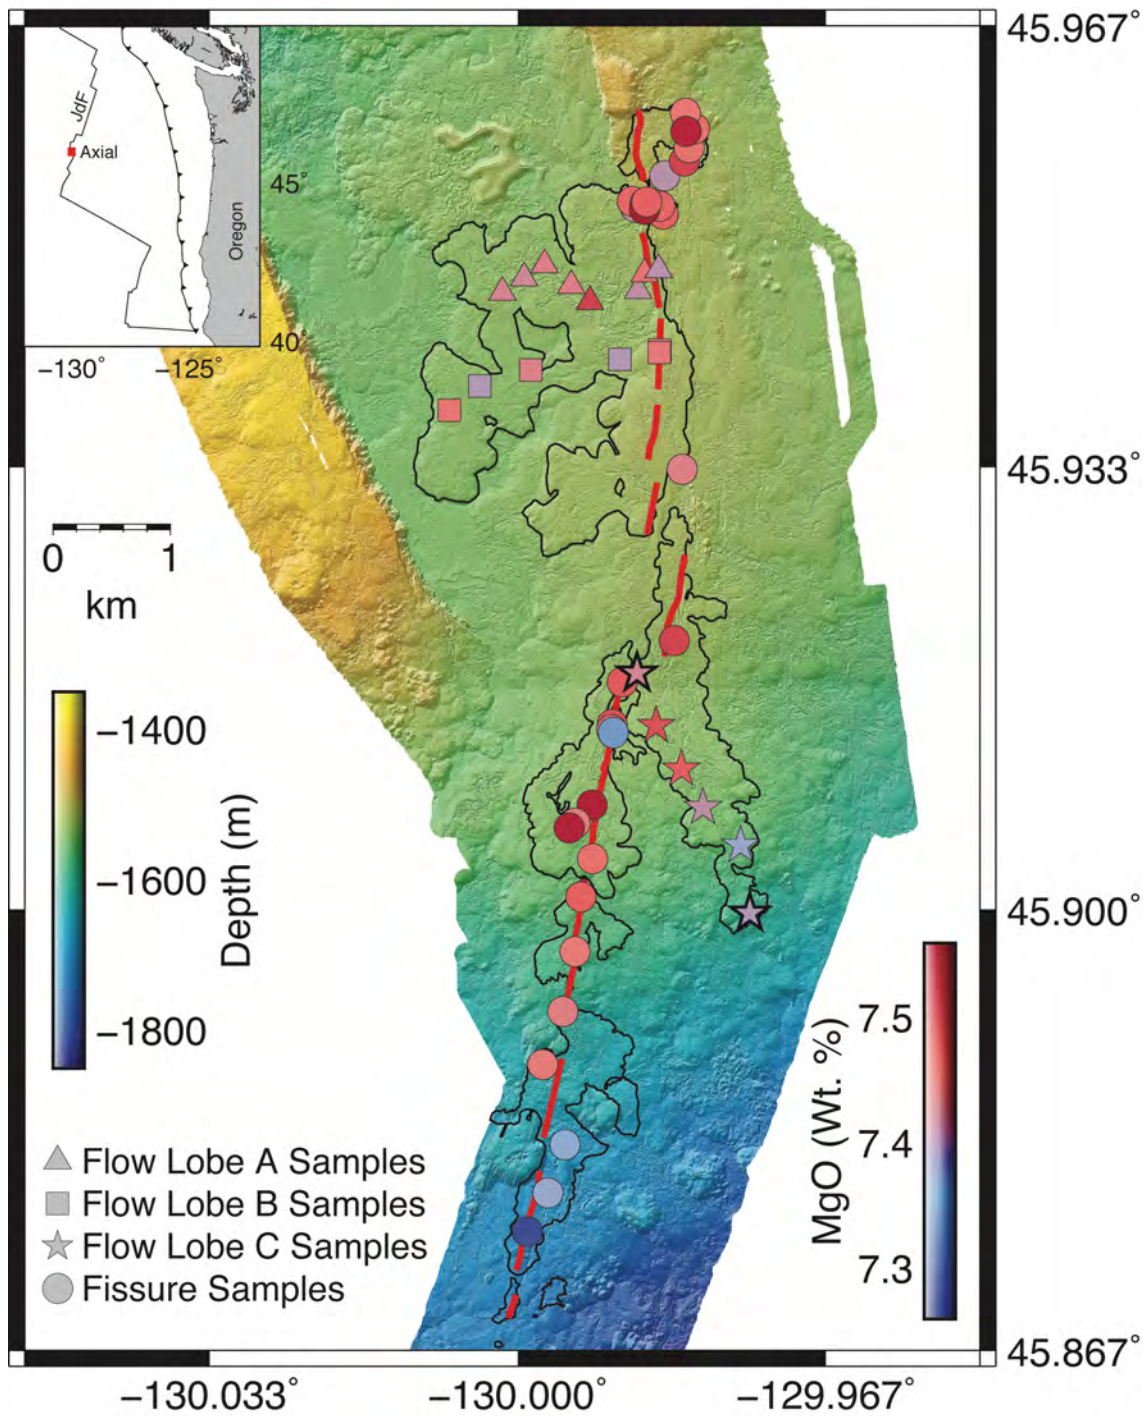 45.967°
JdF
Axial
45°
Oregon
40°
−130°
−125°
45.933°
0
1
km
−1400
−1600
−1800
Depth (m)
45.900°
7.5
7.4
7.3
MgO (Wt. %)
Flow Lobe A Samples
Flow Lobe B Samples
Flow Lobe C Samples
Fissure Samples
45.867°
−130.033°
−130.000°
−129.967°